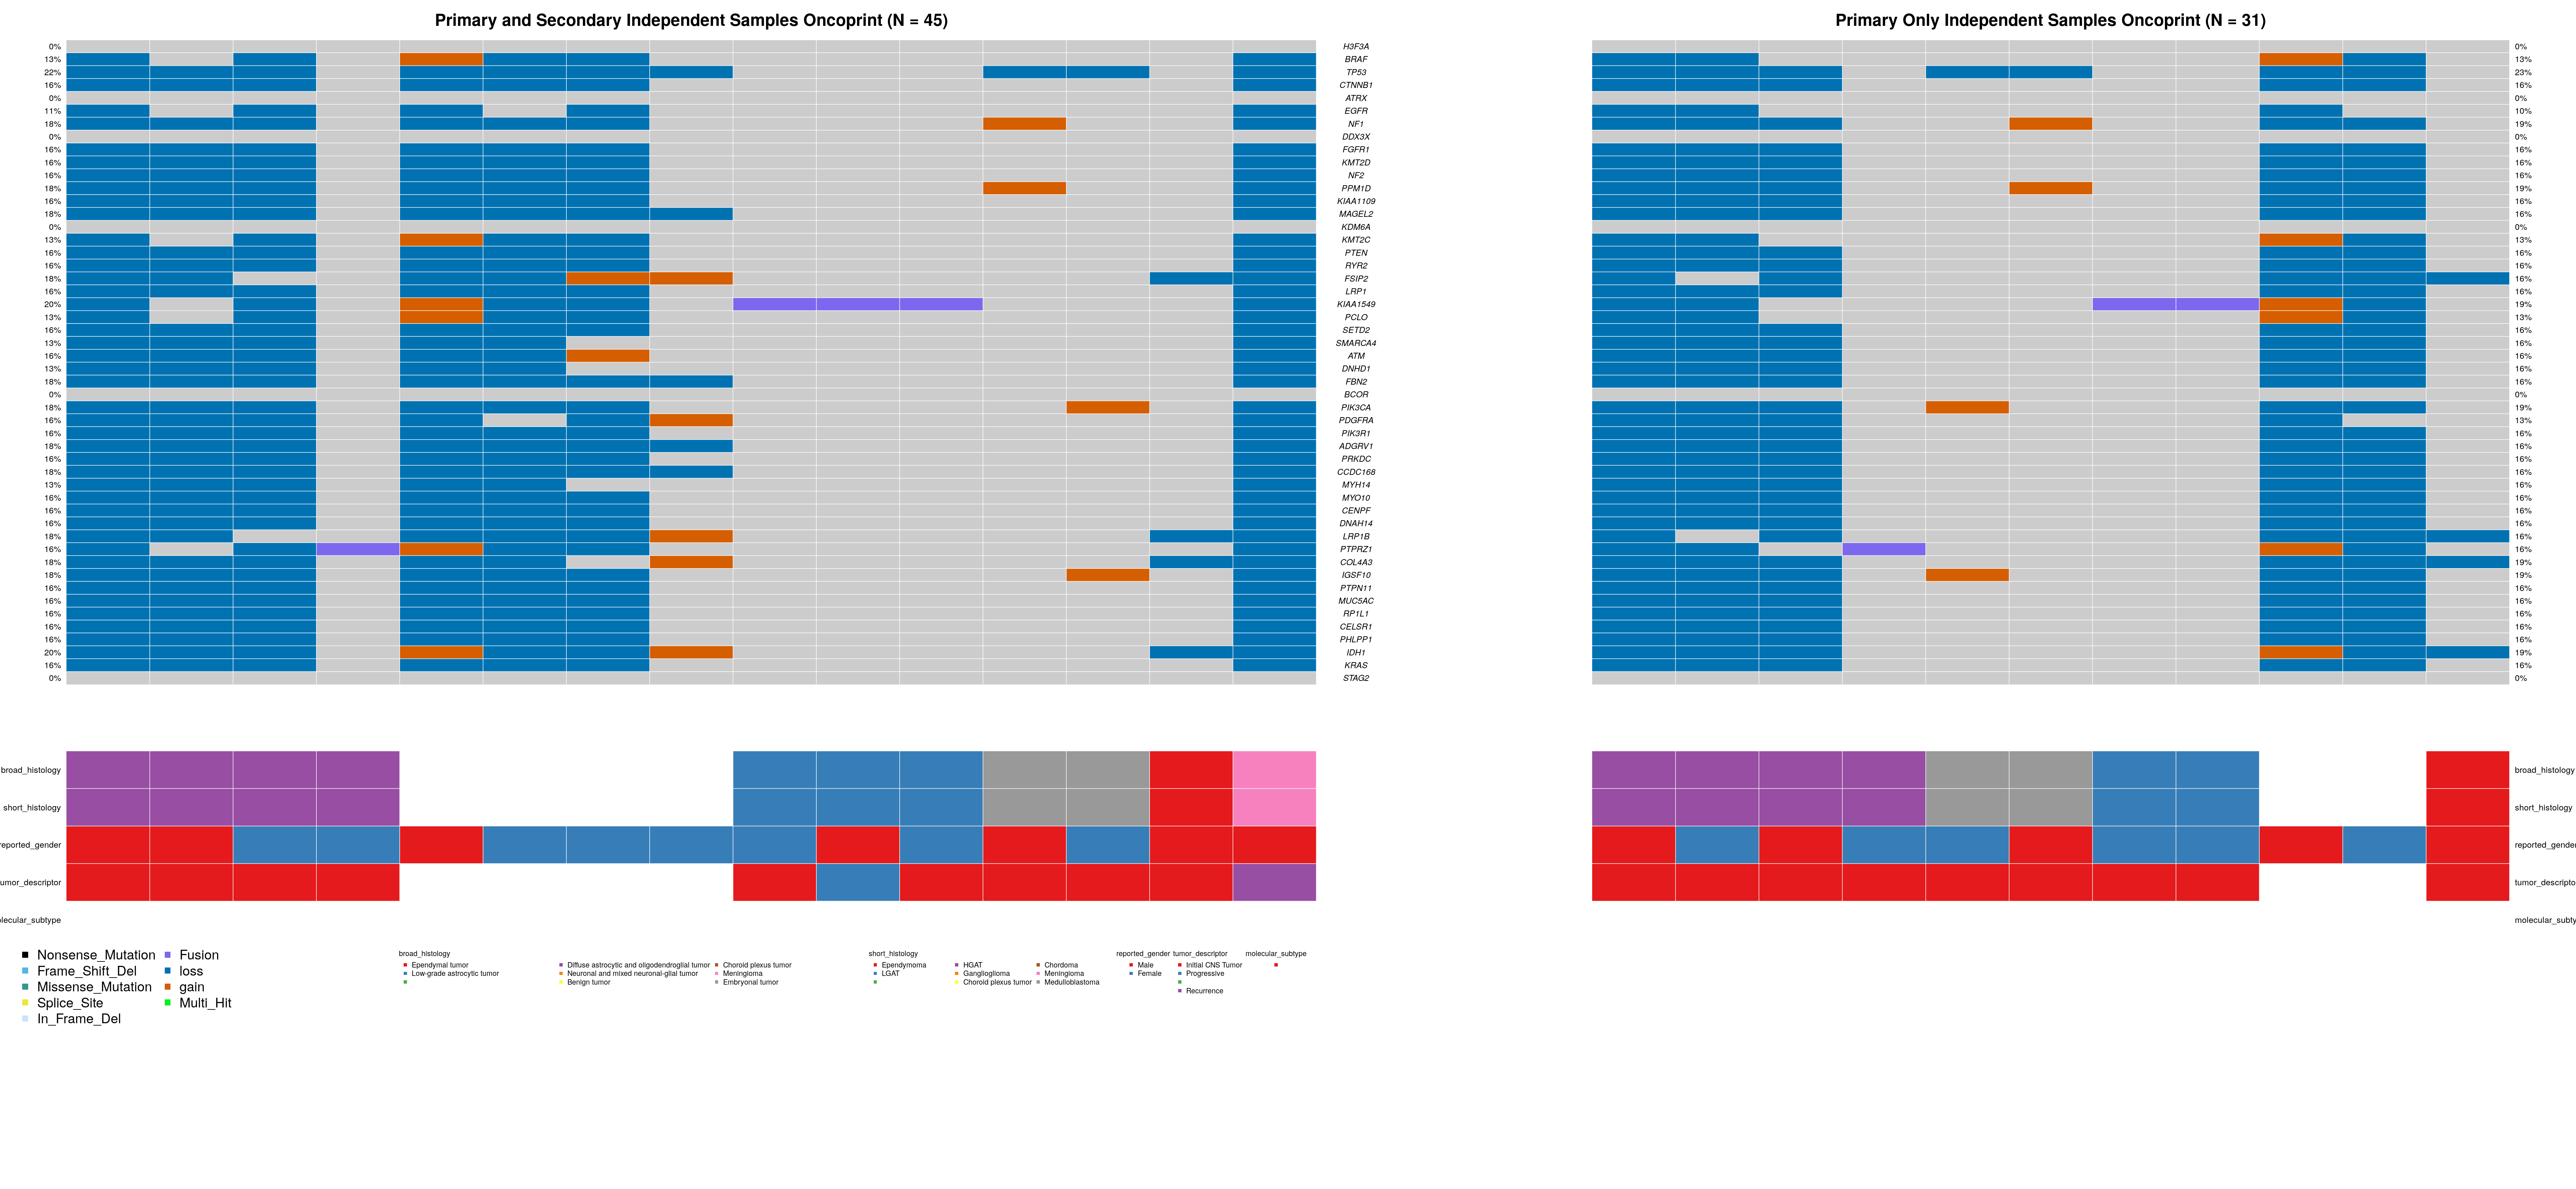 Primary and Secondary Independent Samples Oncoprint (N = 45)
Primary Only Independent Samples Oncoprint (N = 31)
0% H3F3A 0%
13% BRAF 13%
22% TP53 23%
16% CTNNB1 16%
0% ATRX 0%
11% EGFR 10%
18% NF1 19%
0% DDX3X 0%
16% FGFR1 16%
16% KMT2D 16%
16% NF2 16%
18% PPM1D 19%
16% KIAA1109 16%
18% MAGEL2 16%
0% KDM6A 0%
13% KMT2C 13%
16% PTEN 16%
16% RYR2 16%
18% FSIP2 16%
16% LRP1 16%
20% KIAA1549 19%
13% PCLO 13%
16% SETD2 16%
13% SMARCA4 16%
16% ATM 16%
13% DNHD1 16%
18% FBN2 16%
0% BCOR 0%
18% PIK3CA 19%
16% PDGFRA 13%
16% PIK3R1 16%
18% ADGRV1 16%
16% PRKDC 16%
18% CCDC168 16%
13% MYH14 16%
16% MYO10 16%
16% CENPF 16%
16% DNAH14 16%
18% LRP1B 16%
16% PTPRZ1 16%
18% COL4A3 19%
18% IGSF10 19%
16% PTPN11 16%
16% MUC5AC 16%
16% RP1L1 16%
16% CELSR1 16%
16% PHLPP1 16%
20% IDH1 19%
16% KRAS 16%
0% STAG2 0%
broad_histology broad_histology
short_histology short_histology
reported_gender reported_gender
umor_descriptor tumor_descripto
lecular_subtype molecular_subty
Nonsense_Mutation Fusion
Frame_Shift_Del loss
Missense_Mutation gain
Splice_Site Multi_Hit
In_Frame_Del
broad_histology
Ependymal tumor Diffuse astrocytic and oligodendroglial tumor Choroid plexus tumor
Low-grade astrocytic tumor Neuronal and mixed neuronal-glial tumor Meningioma
Benign tumor Embryonal tumor
short_histology
Ependymoma HGAT Chordoma
LGAT Ganglioglioma Meningioma
Choroid plexus tumor Medulloblastoma
reported_gender
Male
Female
tumor_descriptor
Initial CNS Tumor
Progressive
Recurrence
molecular_subtype